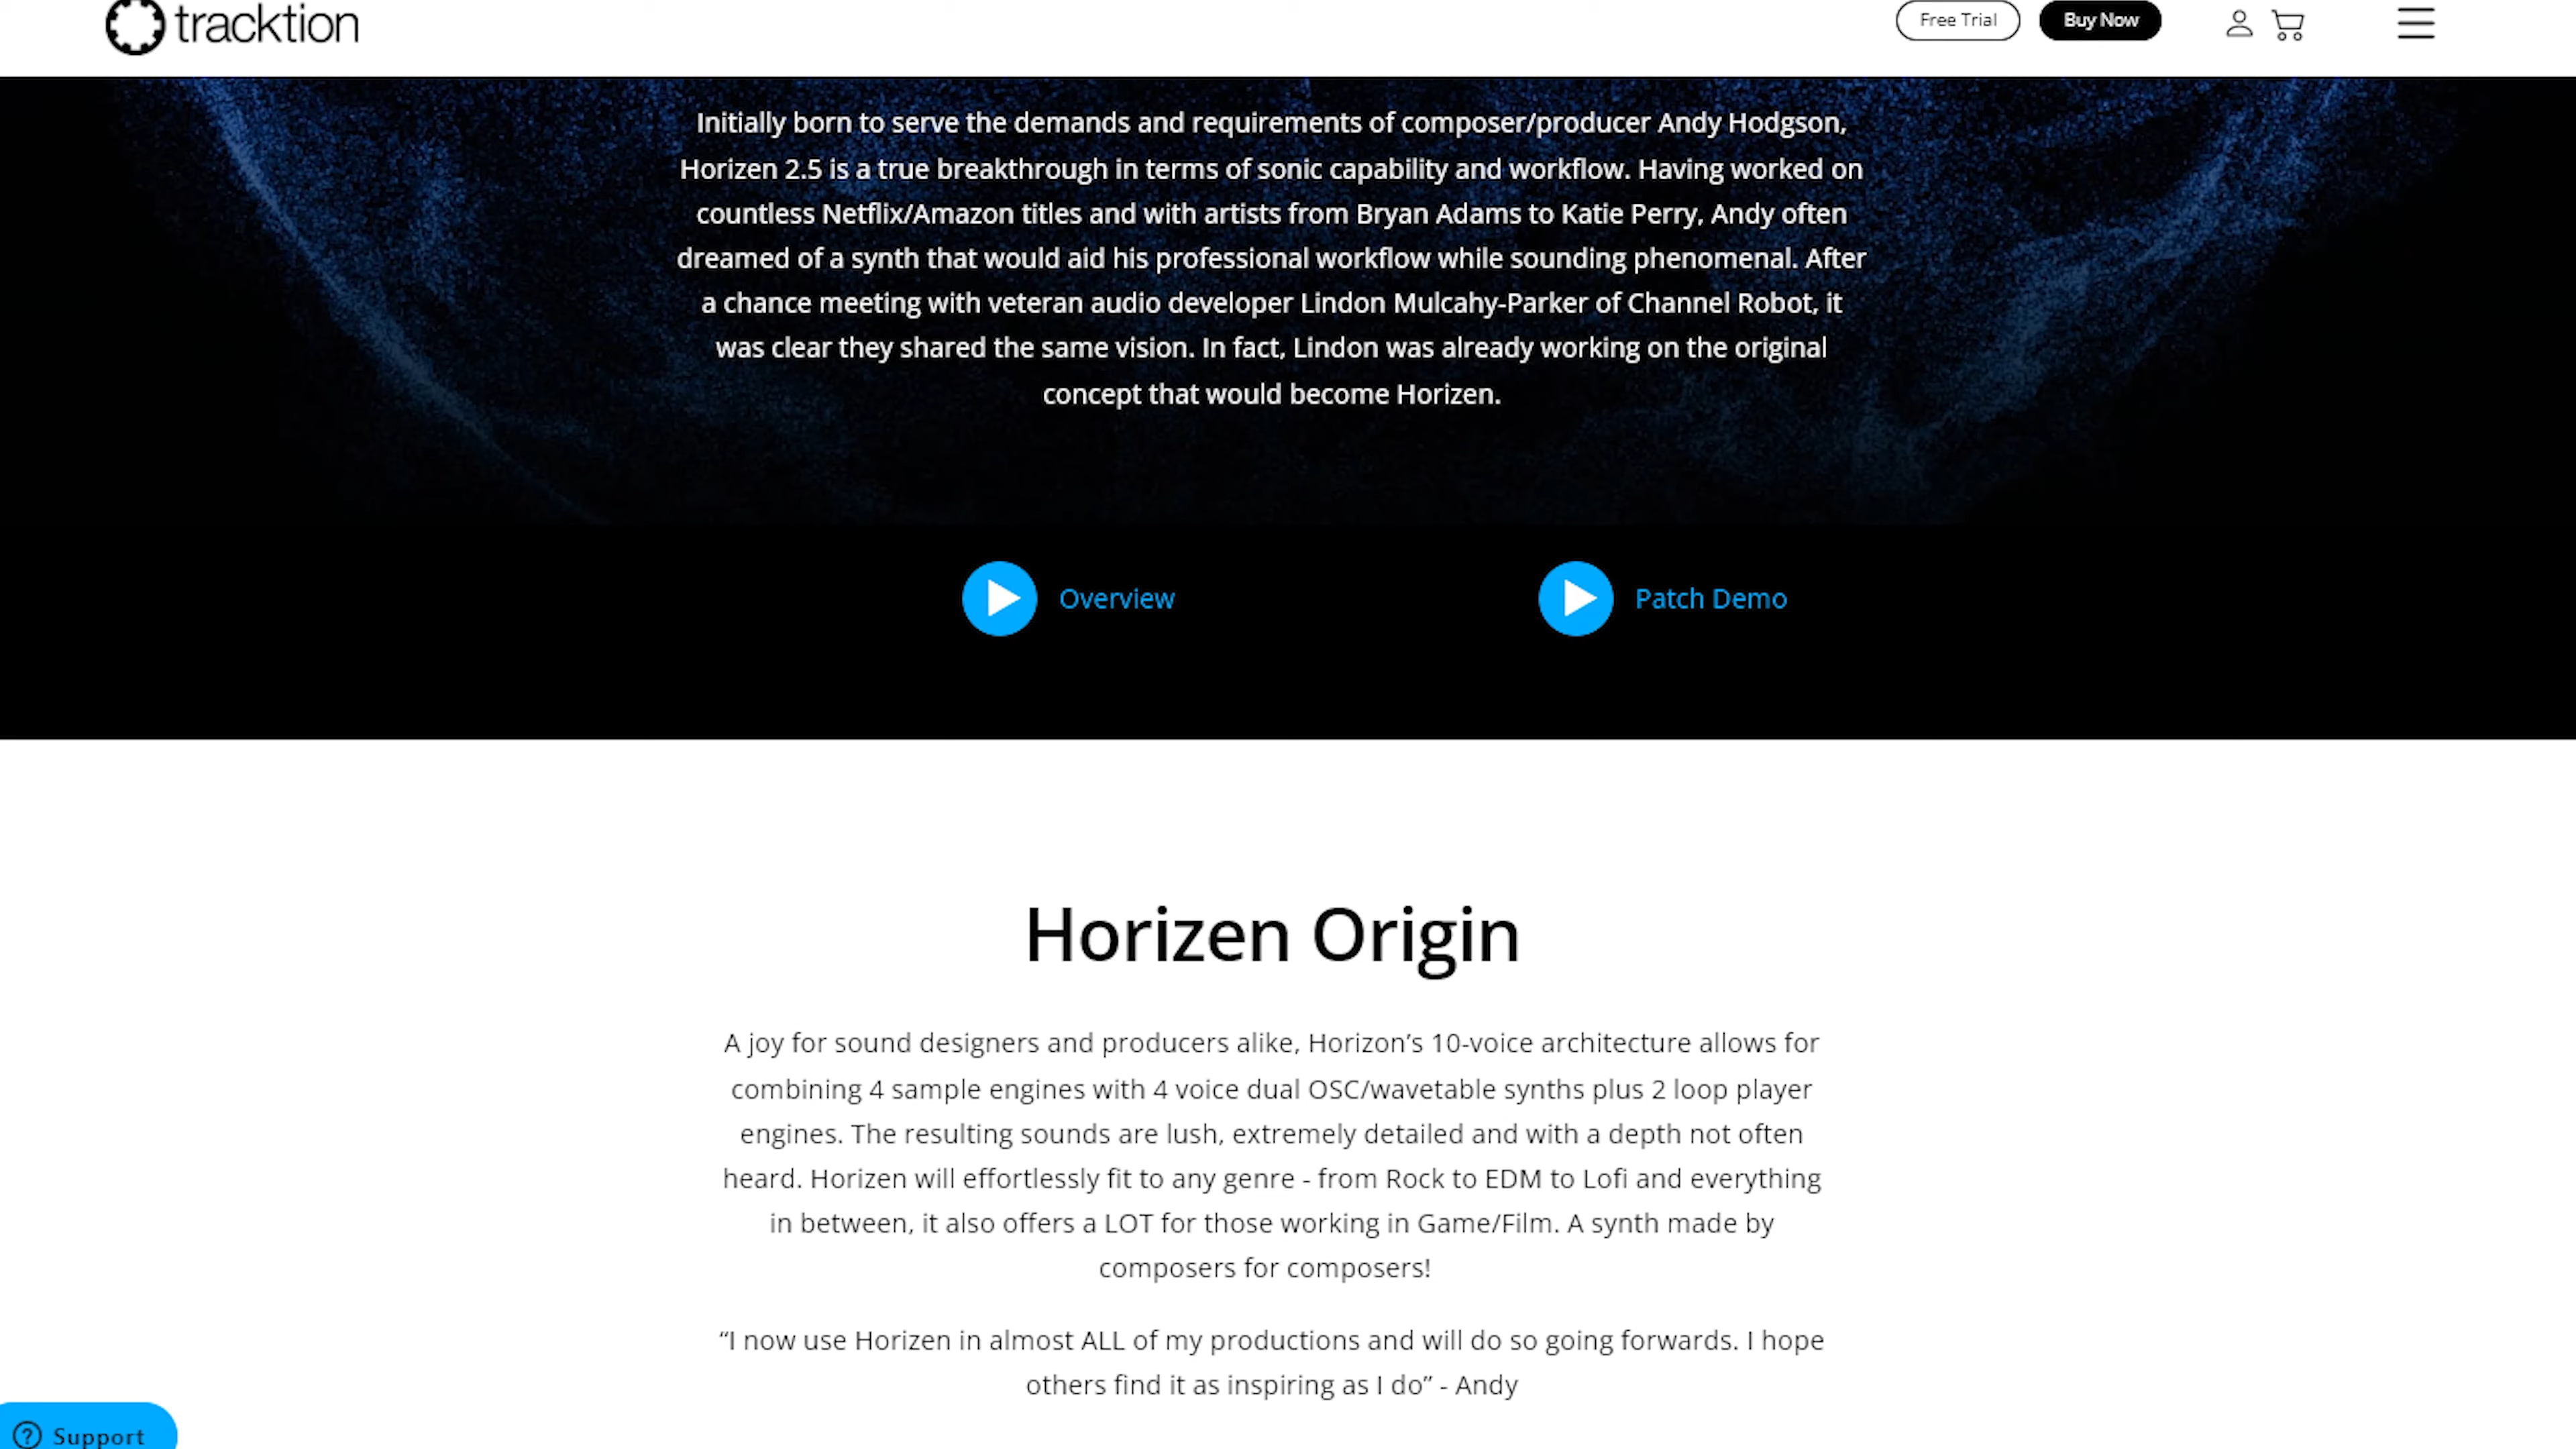 tracktion
Free Trial
Buy Now
Initially born to serve the demands and requirements of composer/producer Andy Hodgson,
Horizen 2.5 is a true breakthrough in terms of sonic capability and workflow. Having worked on
countless Netflix/Amazon titles and with artists from Bryan Adams to Katie Perry, Andy often
dreamed of a synth that would aid his professional workflow while sounding phenomenal. After
a chance meeting with veteran audio developer Lindon Mulcahy-Parker of Channel Robot, it
was clear they shared the same vision. In fact, Lindon was already working on the original
concept that would become Horizen.
Overview
Patch Demo
Horizen Origin
A joy for sound designers and producers alike, Horizon’s 10-voice architecture allows for
combining 4 sample engines with 4 voice dual OSC/wavetable synths plus 2 loop player
engines. The resulting sounds are lush, extremely detailed and with a depth not often
heard. Horizen will effortlessly fit to any genre - from Rock to EDM to Lofi and everything
in between, it also offers a LOT for those working in Game/Film. A synth made by
composers for composers!
“I now use Horizen in almost ALL of my productions and will do so going forwards. I hope
others find it as inspiring as I do” - Andy
? Support